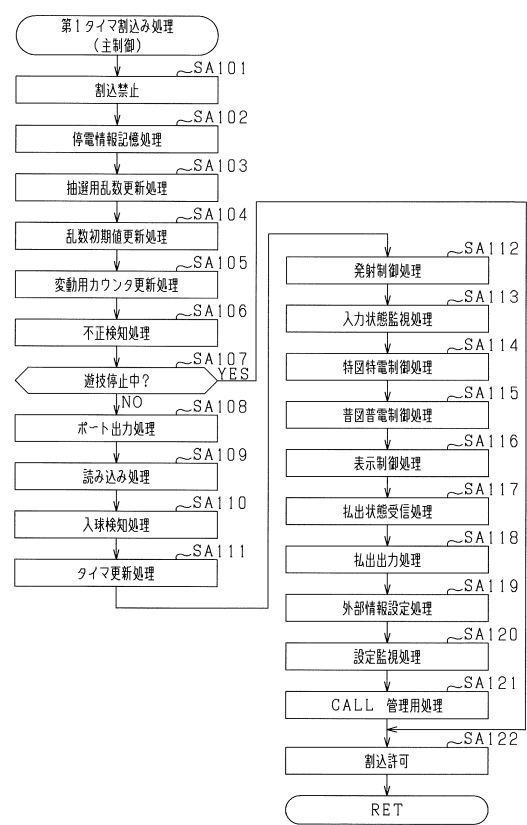 第1タイマ割込み処理
(主制御)
SA101
割込禁止
SA102
停電情報記憶処理
SA103
抽選用乱数更新処理
SA104
乱数初期値更新処理
SA105
変動用カウンタ更新処理
SA106
不正検知処理
SA107
遊技停止中?
YES
NO
SA108
ポート出力処理
SA109
読み込み処理
SA110
入球検知処理
SA111
タイマ更新処理
SA112
発射制御処理
SA113
入力状態監視処理
SA114
特図特電制御処理
SA115
普図普電制御処理
SA116
表示制御処理
SA117
払出状態受信処理
SA118
払出出力処理
SA119
外部情報設定処理
SA120
設定監視処理
SA121
CALL 管理用処理
SA122
割込許可
RET